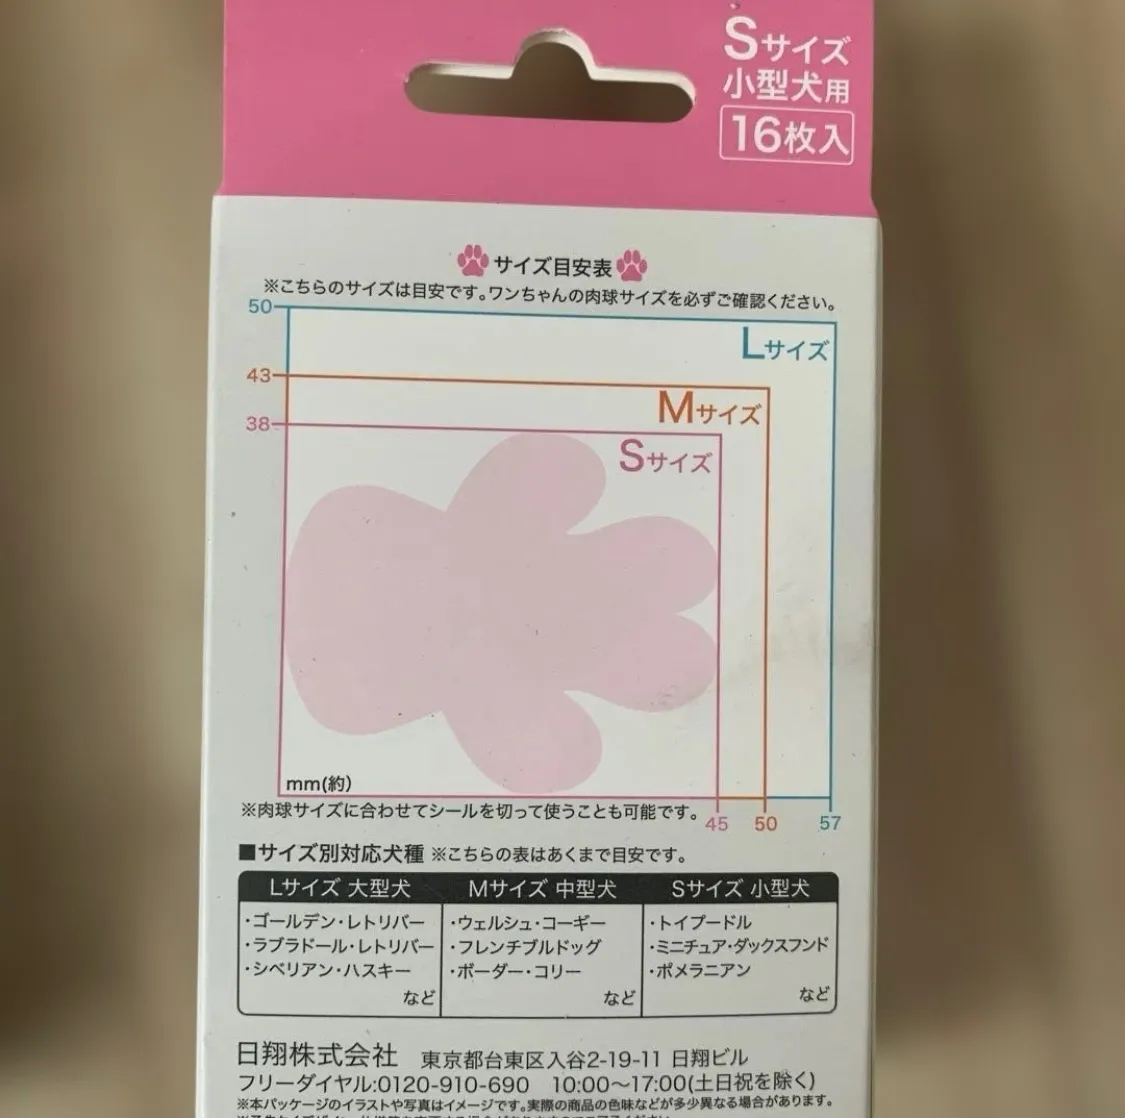 Sサイズ
小型犬用
16枚入
サイズ目安表
※こちらのサイズは目安です。ワンちゃんの肉球サイズを必ずご確認ください。
50
Lサイズ
43
Mサイズ
38
Sサイズ
mm(約)
※肉球サイズに合わせてシールを切って使うことも可能です。
45 50 57
■サイズ別対応犬種 ※こちらの表はあくまで目安です。
Lサイズ 大型犬 Mサイズ 中型犬 Sサイズ 小型犬
・ゴールデン・レトリバー ・ウェルシュ・コーギー ・トイプードル
・ラブラドール・レトリバー ・フレンチブルドッグ ・ミニチュア・ダックスフンド
・シベリアン・ハスキー ・ボーダー・コリー ・ポメラニアン
など など など
日翔株式会社 東京都台東区入谷2-19-11 日翔ビル
フリーダイヤル:0120-910-690 10:00〜17:00(土日祝を除く)
※本パッケージのイラストや写真はイメージです。実際の商品の色味などが多少異なる場合があります。